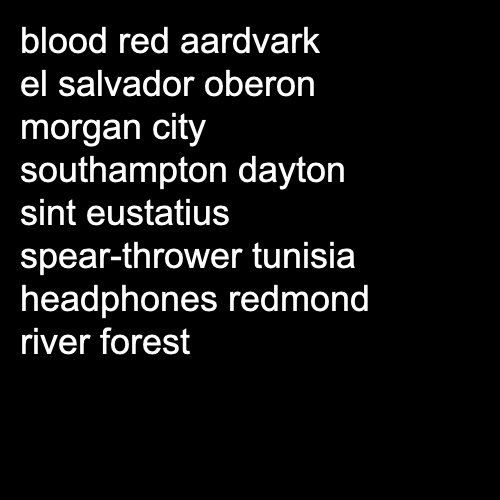 blood red aardvark
el salvador oberon
morgan city
southampton dayton
sint eustatius
spear-thrower tunisia
headphones redmond
river forest